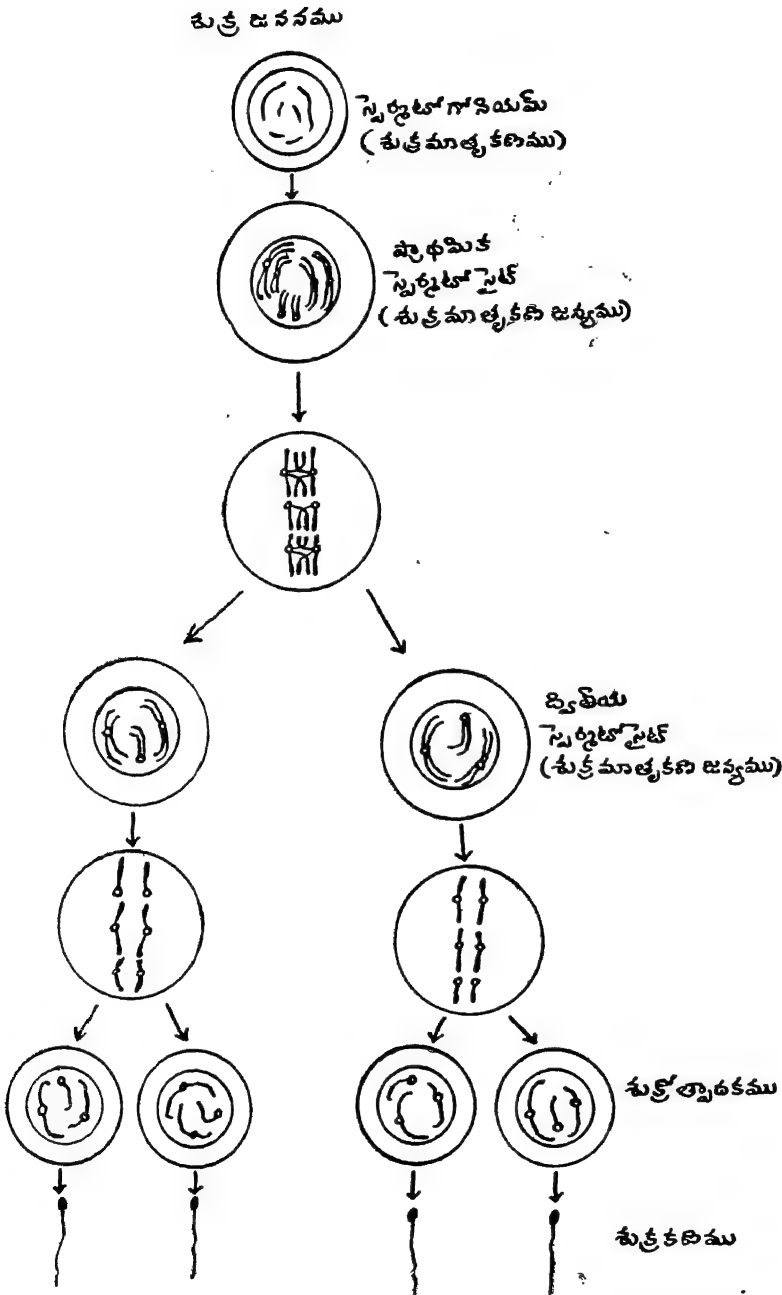 శుక్ర జననము
స్పెర్మటోగోనియమ్
(శుక్రమాతృకణము)
ప్రాథమిక
స్పెర్మటోసైట్
(శుక్రమాతృకణ జన్యము)
ద్వితీయ
స్పెర్మటోసైట్
(శుక్రమాతృకణ జన్యము)
శుక్రోత్పాదకము
శుక్రకణము